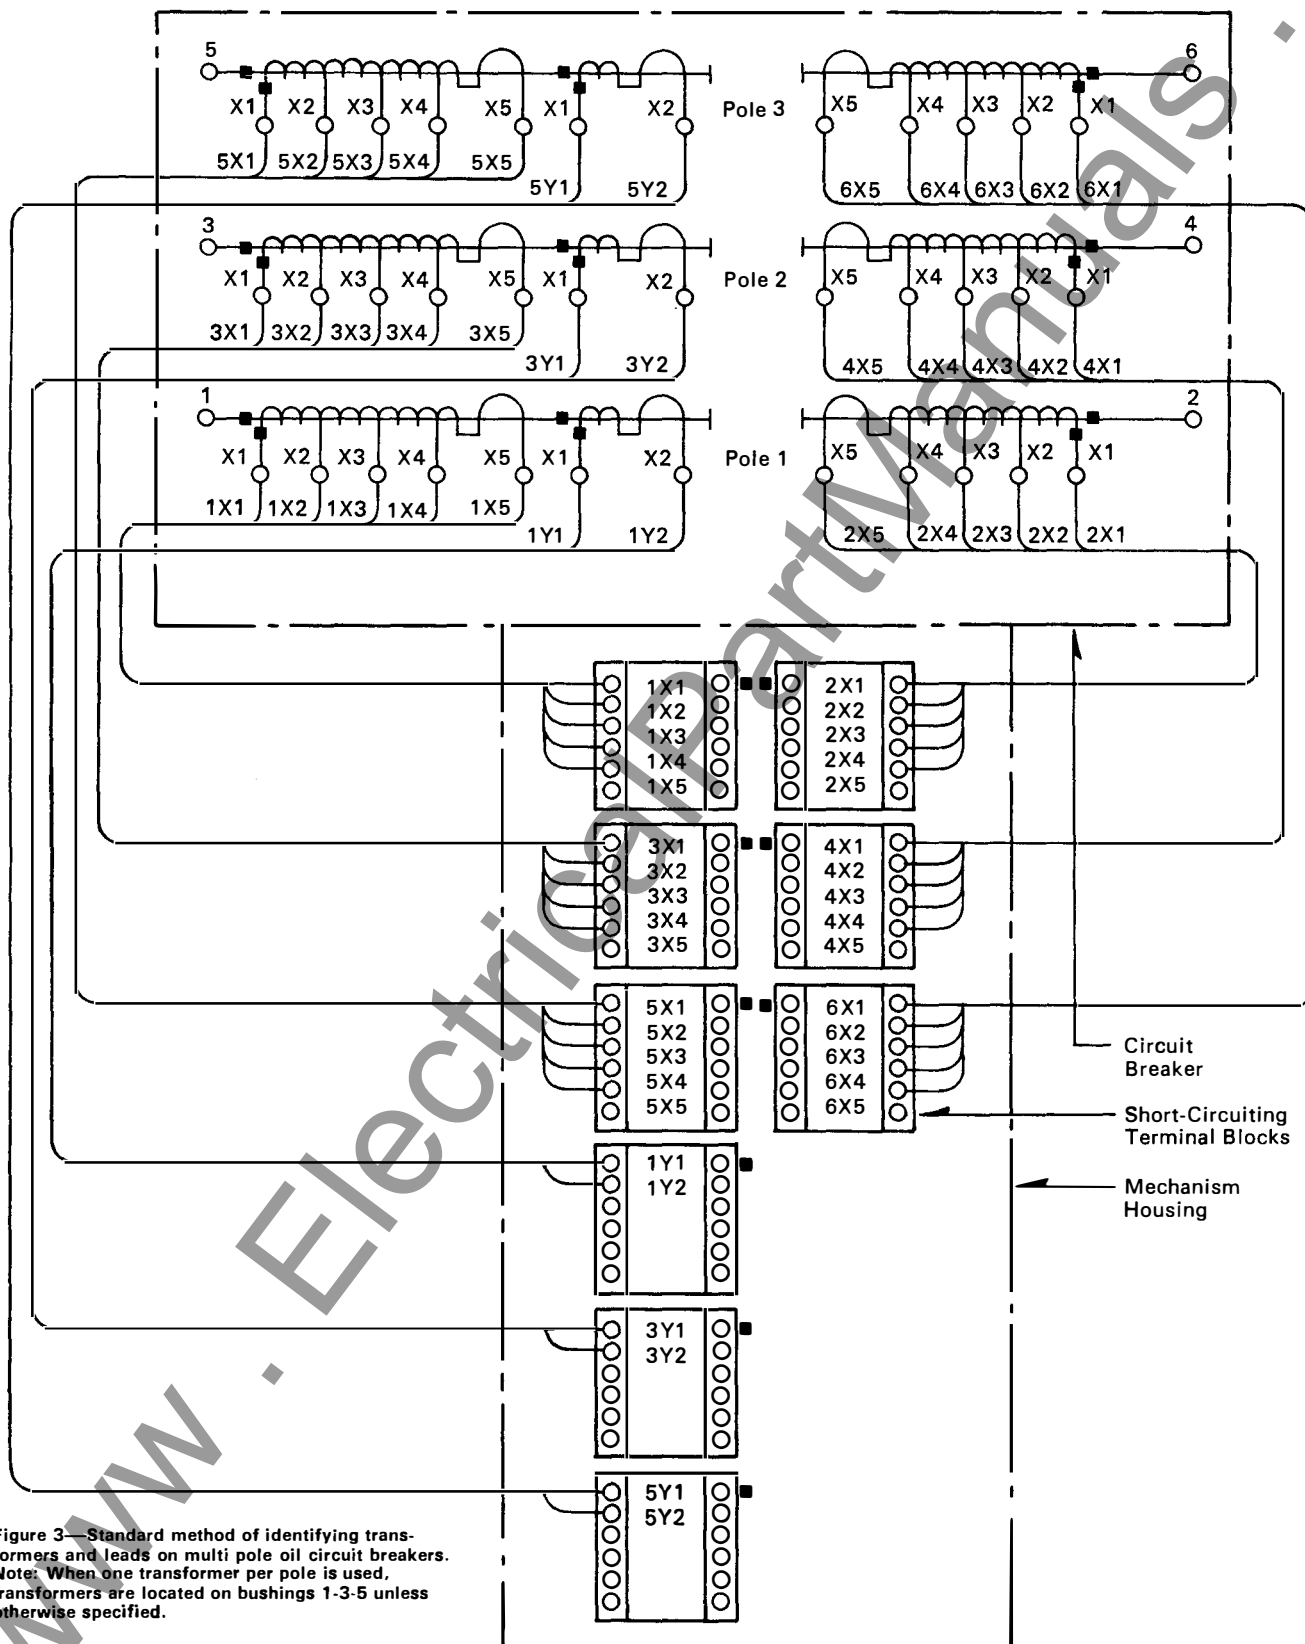 5 6
X1 X2 X3 X4 X5 X1 X2 Pole 3 X5 X4 X3 X2 X1
5X1 5X2 5X3 5X4 5X5 5Y1 5Y2 6X5 6X4 6X3 6X2 6X1
3 4
X1 X2 X3 X4 X5 X1 X2 Pole 2 X5 X4 X3 X2 X1
3X1 3X2 3X3 3X4 3X5 3Y1 3Y2 4X5 4X4 4X3 4X2 4X1
1 2
X1 X2 X3 X4 X5 X1 X2 Pole 1 X5 X4 X3 X2 X1
1X1 1X2 1X3 1X4 1X5 1Y1 1Y2 2X5 2X4 2X3 2X2 2X1
1X1 2X1
1X2 2X2
1X3 2X3
1X4 2X4
1X5 2X5
3X1 4X1
3X2 4X2
3X3 4X3
3X4 4X4
3X5 4X5
5X1 6X1
5X2 6X2
5X3 6X3
5X4 6X4
5X5 6X5
Circuit
Breaker
Short-Circuiting
Terminal Blocks
Mechanism
Housing
1Y1
1Y2
3Y1
3Y2
5Y1
5Y2
Figure 3—Standard method of identifying trans-
formers and leads on multi pole oil circuit breakers.
Note: When one transformer per pole is used,
transformers are located on bushings 1-3-5 unless
otherwise specified.
www . ElectricalPartManuals .